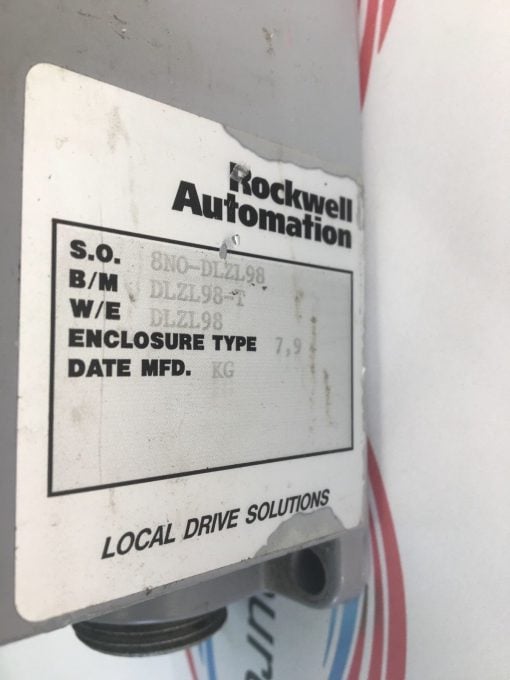 Rockwell
Automation
S.O. 8NO-DLZL98
B/M DLZL98-T
W/E DLZL98
ENCLOSURE TYPE 7,9
DATE MFD. KG
LOCAL DRIVE SOLUTIONS